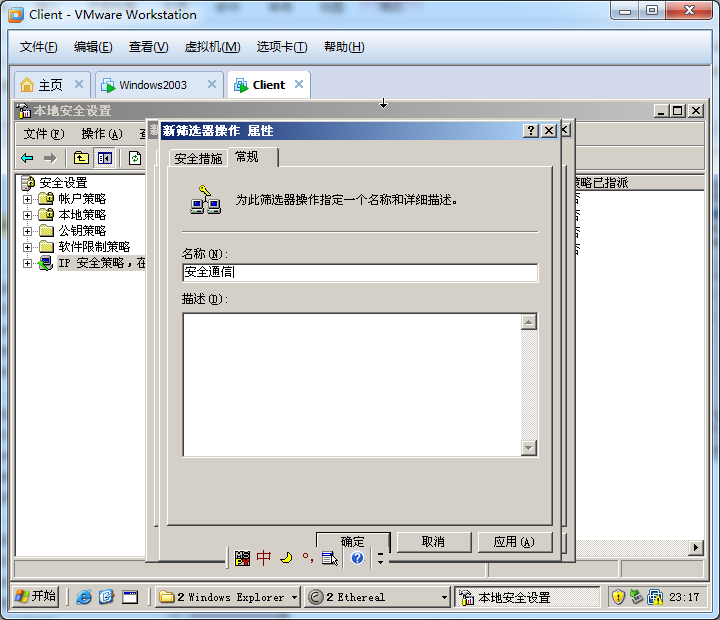 Client - VMware Workstation
文件(F) 编辑(E) 查看(V) 虚拟机(M) 选项卡(T) 帮助(H)
主页 Windows2003 Client
本地安全设置
文件(F) 操作(A)
新筛选器操作 属性
安全措施 常规
为此筛选器操作指定一个名称和详细描述。
名称(N):
安全通信
描述(D):
安全设置
帐户策略
本地策略
公钥策略
软件限制策略
IP 安全策略，在
策略已指派
否
否
否
否
确定 取消 应用(A)
中
开始 2 Windows Explorer 2 Ethereal 本地安全设置 23:17